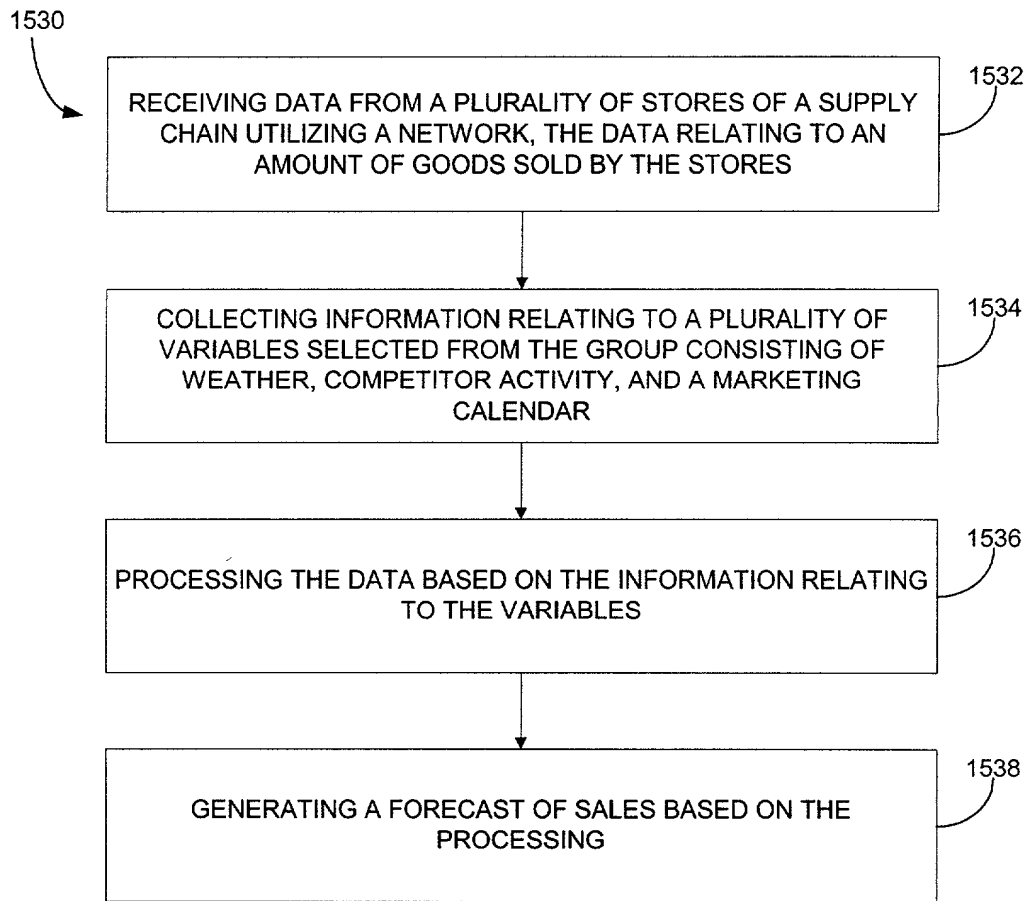 1530
1532
RECEIVING DATA FROM A PLURALITY OF STORES OF A SUPPLY
CHAIN UTILIZING A NETWORK, THE DATA RELATING TO AN
AMOUNT OF GOODS SOLD BY THE STORES
1534
COLLECTING INFORMATION RELATING TO A PLURALITY OF
VARIABLES SELECTED FROM THE GROUP CONSISTING OF
WEATHER, COMPETITOR ACTIVITY, AND A MARKETING
CALENDAR
1536
PROCESSING THE DATA BASED ON THE INFORMATION RELATING
TO THE VARIABLES
1538
GENERATING A FORECAST OF SALES BASED ON THE
PROCESSING